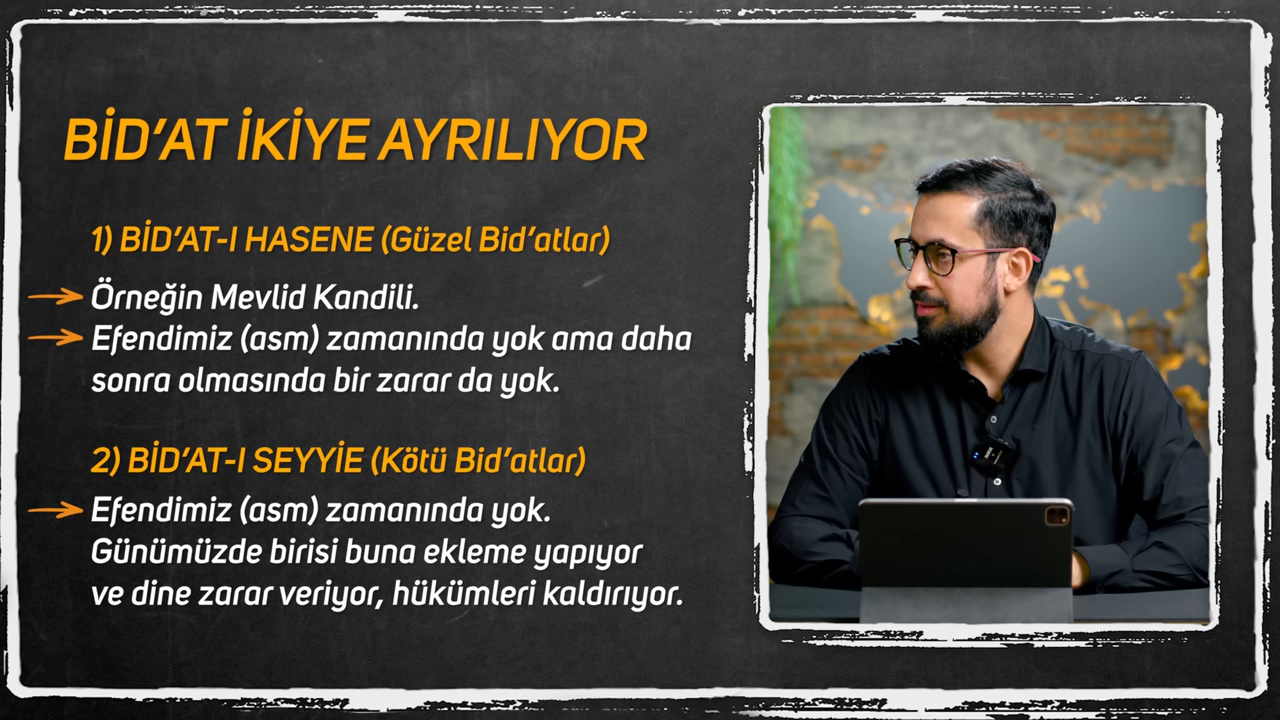 BİD'AT İKİYE AYRILIYOR
1) BİD'AT-I HASENE (Güzel Bid'atlar)
Örneğin Mevlid Kandili.
Efendimiz (asm) zamanında yok ama daha
sonra olmasında bir zarar da yok.
2) BİD'AT-I SEYYİE (Kötü Bid'atlar)
Efendimiz (asm) zamanında yok.
Günümüzde birisi buna ekleme yapıyor
ve dine zarar veriyor, hükümleri kaldırıyor.